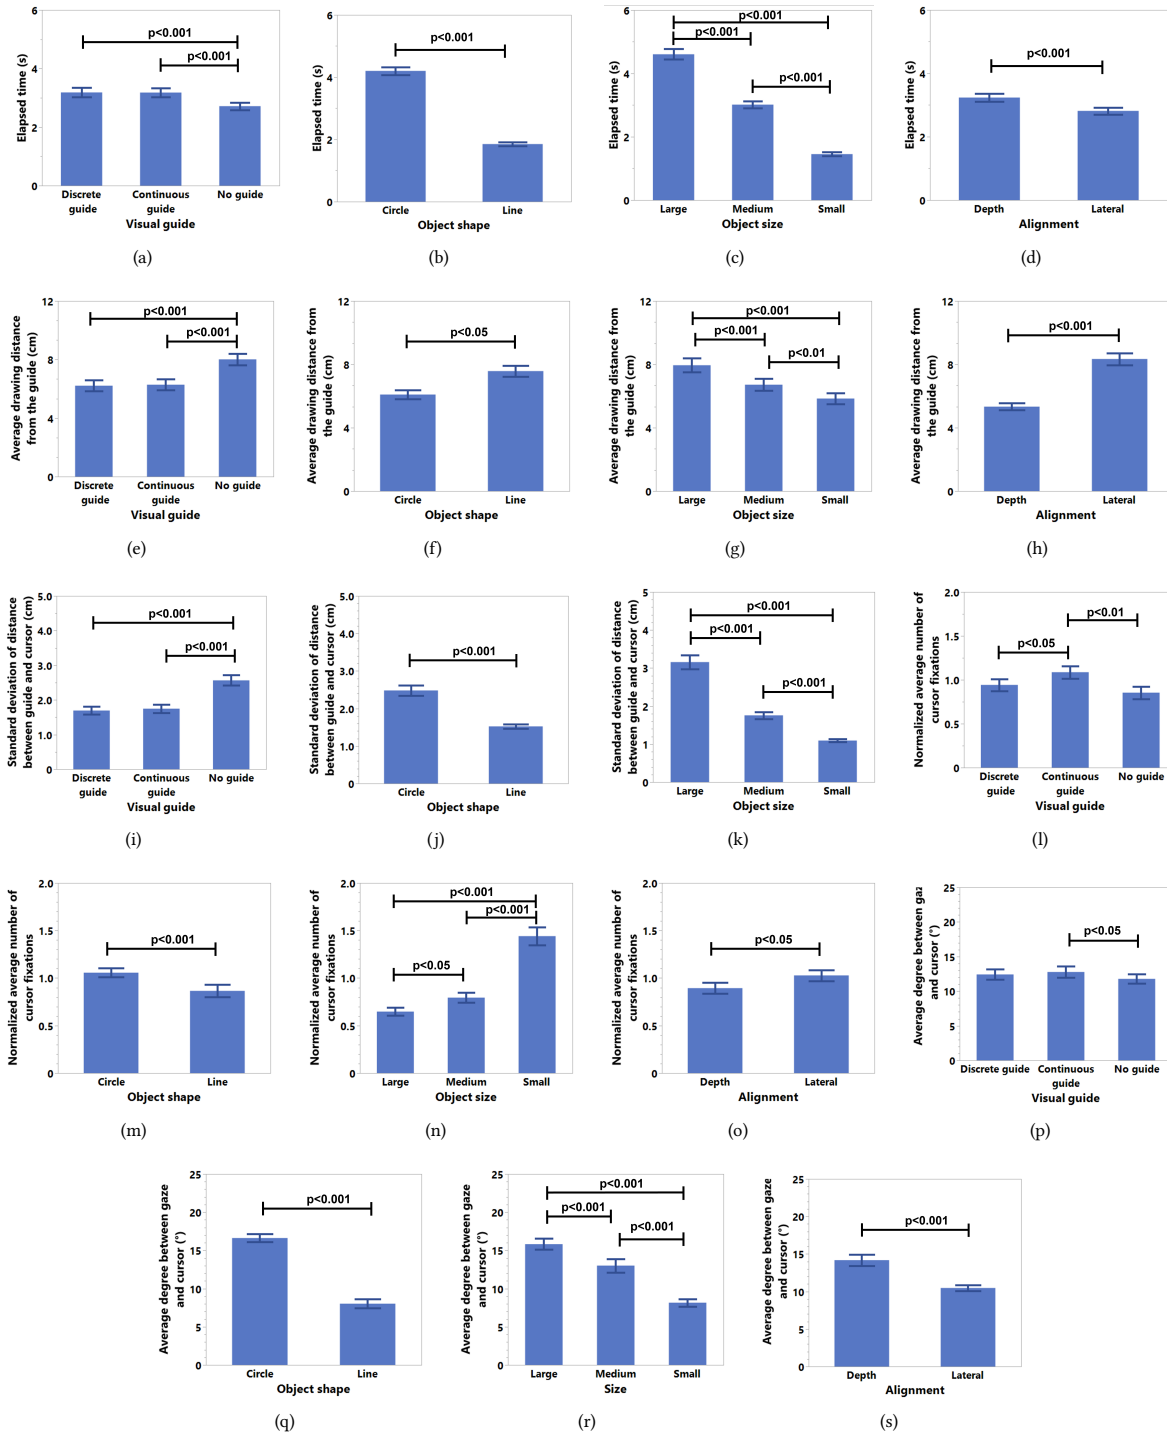 6
4
2
0
Elapsed time (s)
p<0.001
p<0.001
Discrete
guide
Continuous
guide
No guide
Visual guide
(a)
6
4
2
0
Elapsed time (s)
p<0.001
Circle
Line
Object shape
(b)
6
4
2
0
Elapsed time (s)
p<0.001
p<0.001
p<0.001
Large
Medium
Small
Object size
(c)
6
4
2
0
Elapsed time (s)
p<0.001
Depth
Lateral
Alignment
(d)
12
8
4
0
Average drawing distance
from the guide (cm)
p<0.001
p<0.001
Discrete
guide
Continuous
guide
No guide
Visual guide
(e)
12
8
4
0
Average drawing distance from
the guide (cm)
p<0.05
Circle
Line
Object shape
(f)
12
8
4
0
Average drawing distance from
the guide (cm)
p<0.001
p<0.001
p<0.01
Large
Medium
Small
Object size
(g)
12
8
4
0
Average drawing distance from
the guide (cm)
p<0.001
Depth
Lateral
Alignment
(h)
5.0
4.0
3.0
2.0
1.0
0
Standard deviation of distance
between guide and cursor (cm)
p<0.001
p<0.001
Discrete
guide
Continuous
guide
No guide
Visual guide
(i)
5.0
4.0
3.0
2.0
1.0
0
Standard deviation of distance
between guide and cursor (cm)
p<0.001
Circle
Line
Object shape
(j)
5
4
3
2
1
0
Standard deviation of distance
between guide and cursor (cm)
p<0.001
p<0.001
p<0.001
Large
Medium
Small
Object size
(k)
2.0
1.5
1.0
0.5
0
Normalized average number of
cursor fixations
p<0.01
p<0.05
Discrete
guide
Continuous
guide
No guide
Visual guide
(l)
2.0
1.5
1.0
0.5
0
Normalized average number of
cursor fixations
p<0.001
Circle
Line
Object shape
(m)
2.0
1.5
1.0
0.5
0
Normalized average number of
cursor fixations
p<0.001
p<0.001
p<0.05
Large
Medium
Small
Object size
(n)
2.0
1.5
1.0
0.5
0
Normalized average number of
cursor fixations
p<0.05
Depth
Lateral
Alignment
(o)
25
20
15
10
5
0
Average degree between
and cursor (°)
p<0.05
Discrete guide
Continuous
guide
No guide
Visual guide
(p)
25
20
15
10
5
0
Average degree between gaze
and cursor (°)
p<0.001
Circle
Line
Object shape
(q)
25
20
15
10
5
0
Average degree between gaze
and cursor (°)
p<0.001
p<0.001
p<0.001
Large
Medium
Small
Size
(r)
25
20
15
10
5
0
Average degree between gaze
and cursor (°)
p<0.001
Depth
Lateral
Alignment
(s)